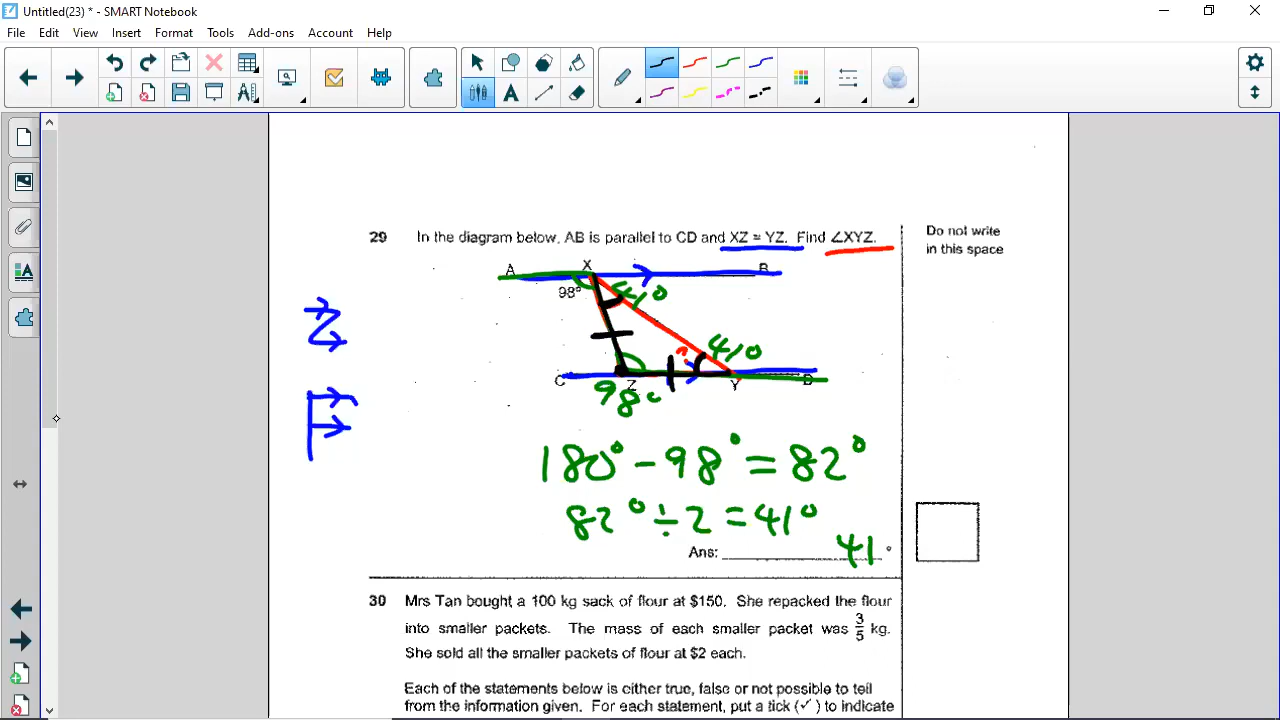 Untitled(23) * - SMART Notebook
File Edit View Insert Format Tools Add-ons Account Help
29 In the diagram below, AB is parallel to CD and XZ = YZ. Find ∠XYZ.
Do not write
in this space
A X B
98° 41°
? 41°
C Z Y D
98°
180° - 98° = 82°
82° ÷ 2 = 41°
Ans: 41 °
30 Mrs Tan bought a 100 kg sack of flour at $150. She repacked the flour
into smaller packets. The mass of each smaller packet was 3/5 kg.
She sold all the smaller packets of flour at $2 each.
Each of the statements below is either true, false or not possible to tell
from the information given. For each statement, put a tick (✓) to indicate